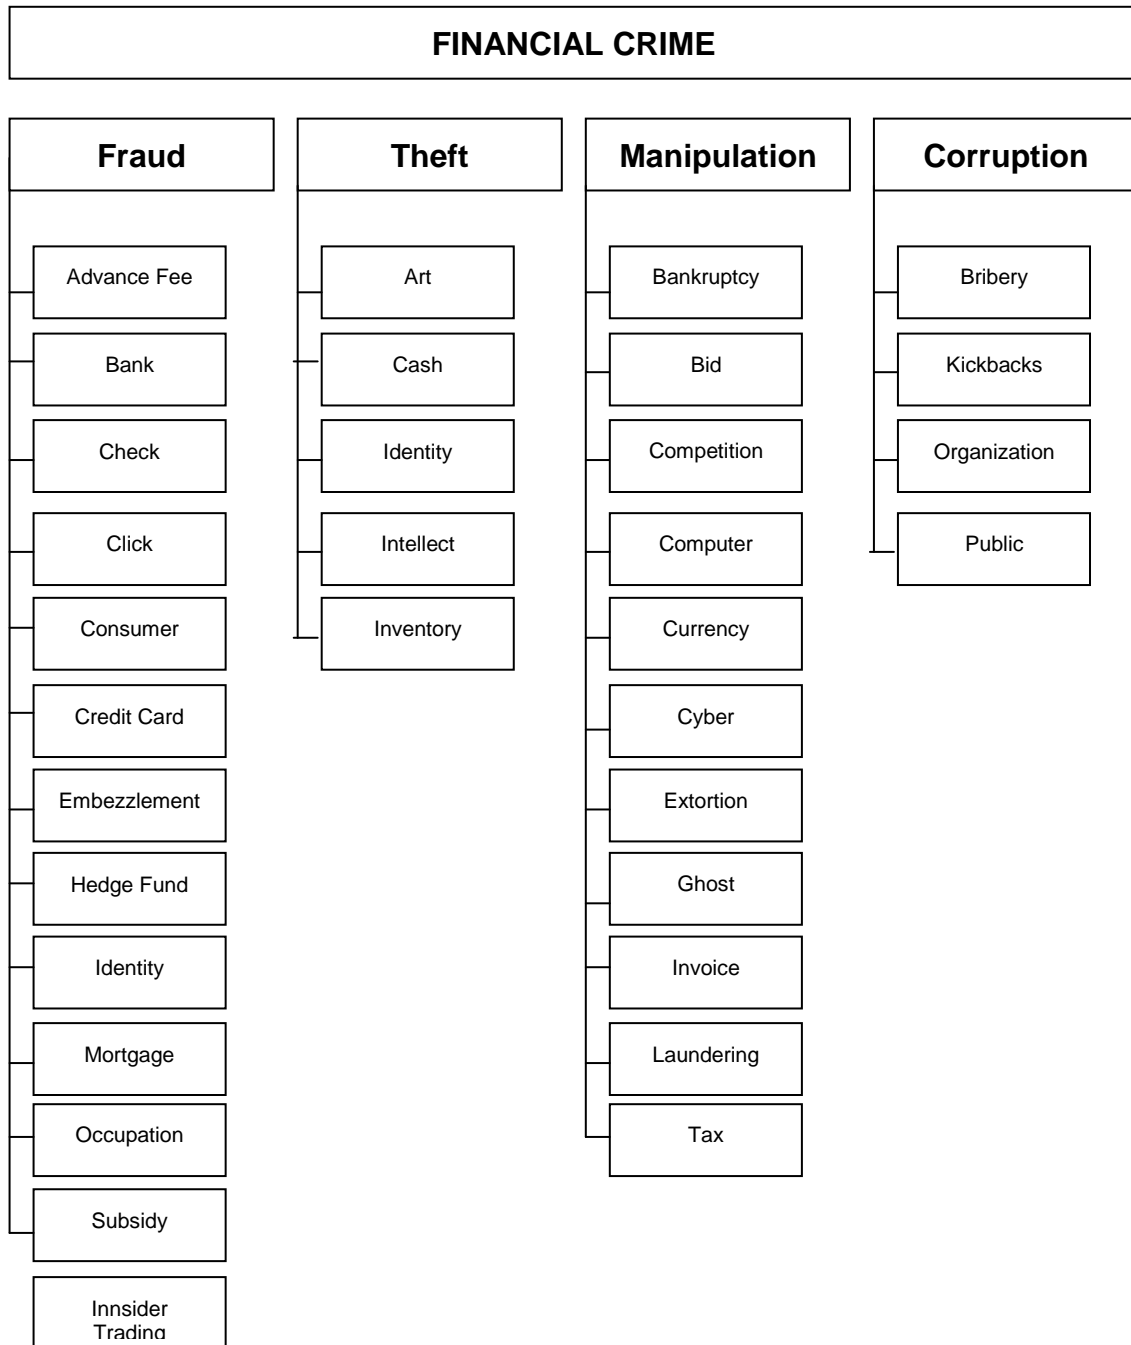 FINANCIAL CRIME
Fraud
Advance Fee
Bank
Check
Click
Consumer
Credit Card
Embezzlement
Hedge Fund
Identity
Mortgage
Occupation
Subsidy
Innsider
Trading
Theft
Art
Cash
Identity
Intellect
Inventory
Manipulation
Bankruptcy
Bid
Competition
Computer
Currency
Cyber
Extortion
Ghost
Invoice
Laundering
Tax
Corruption
Bribery
Kickbacks
Organization
Public